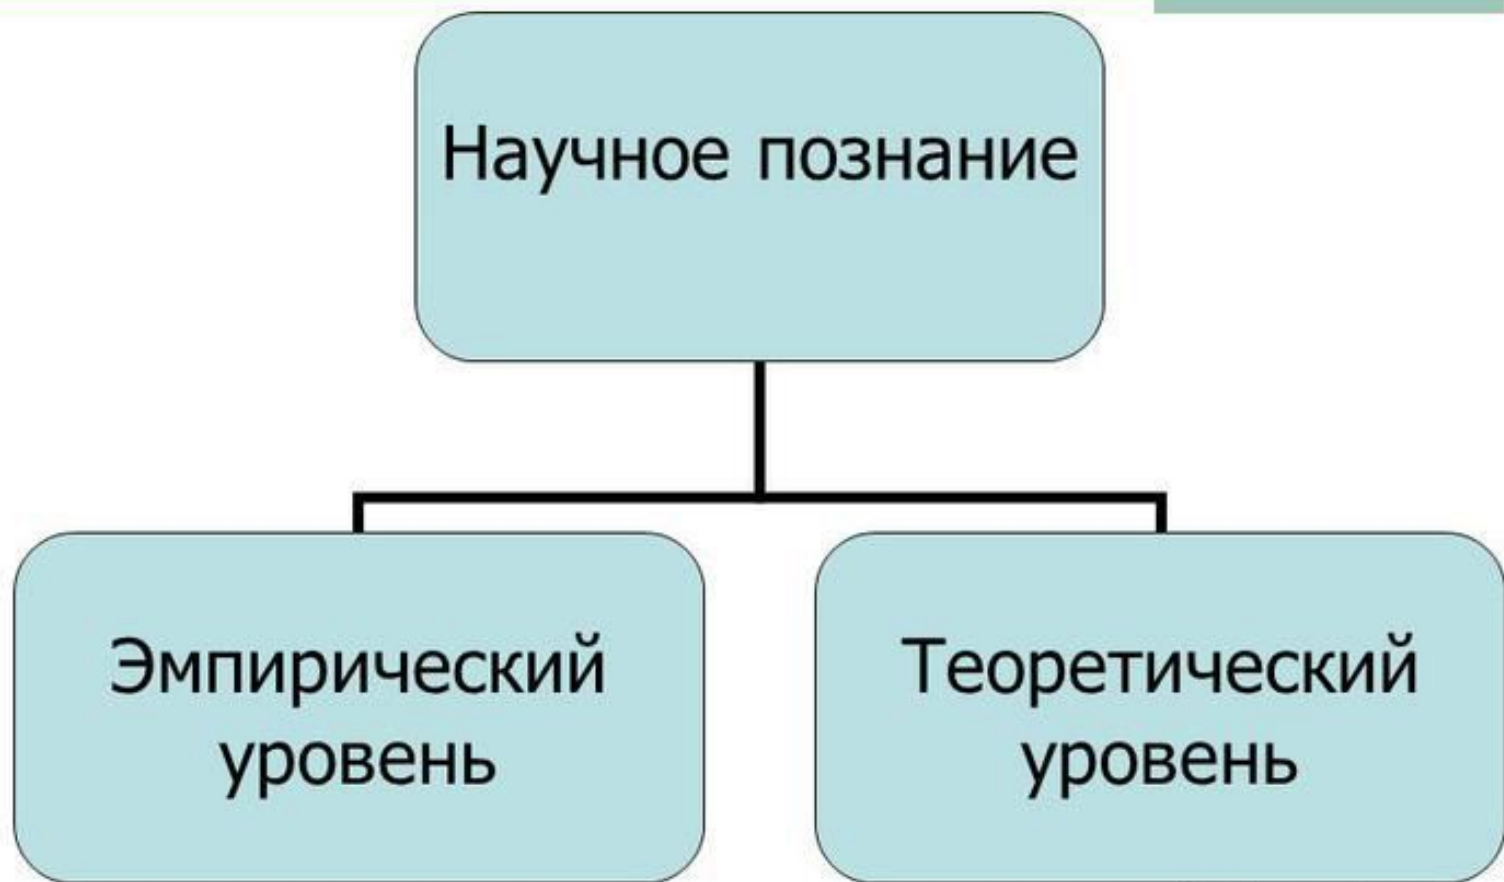 Научное познание
Эмпирический
уровень
Теоретический
уровень